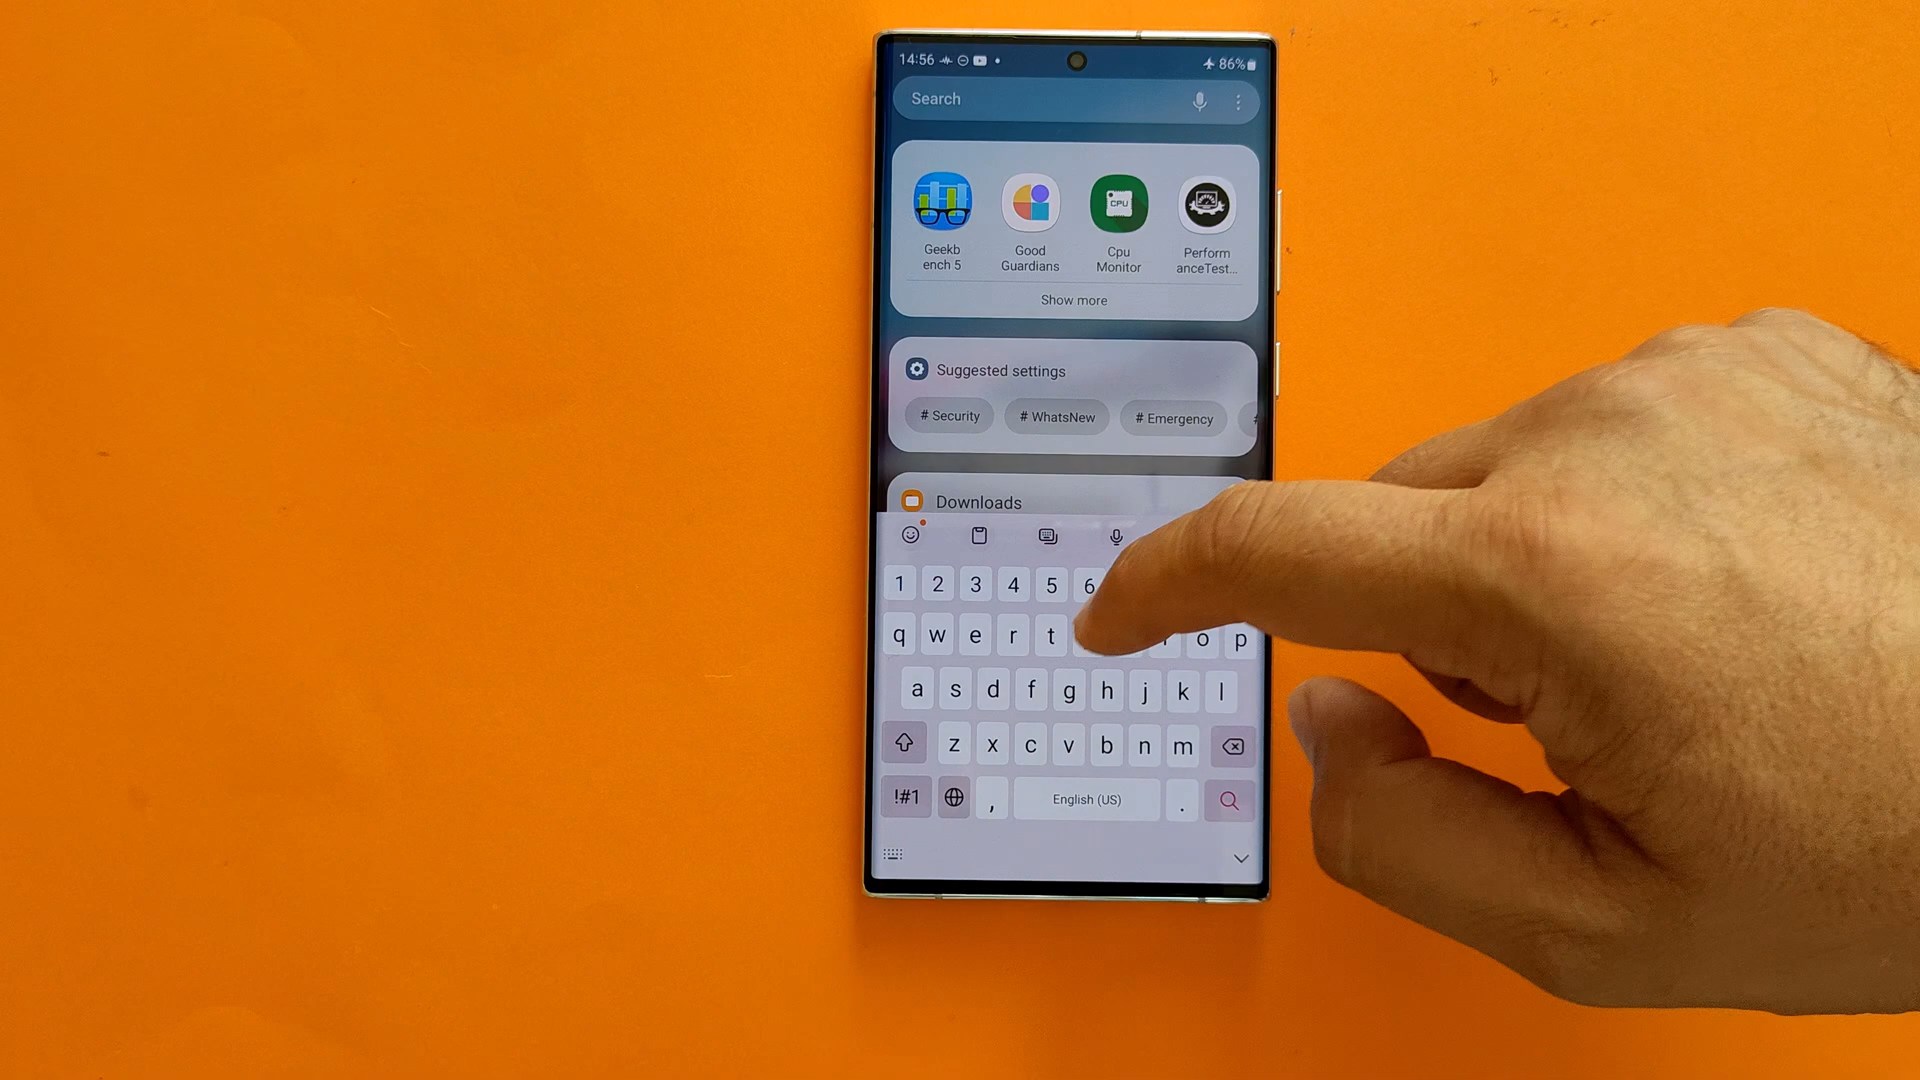 14:56
86%
Search
Geekb
ench 5
Good
Guardians
CPU
Cpu
Monitor
Perform
anceTest...
Show more
Suggested settings
# Security
# WhatsNew
# Emergency
#
Downloads
1 2 3 4 5 6
q w e r t o p
a s d f g h j k l
z x c v b n m
!#1 , English (US) .